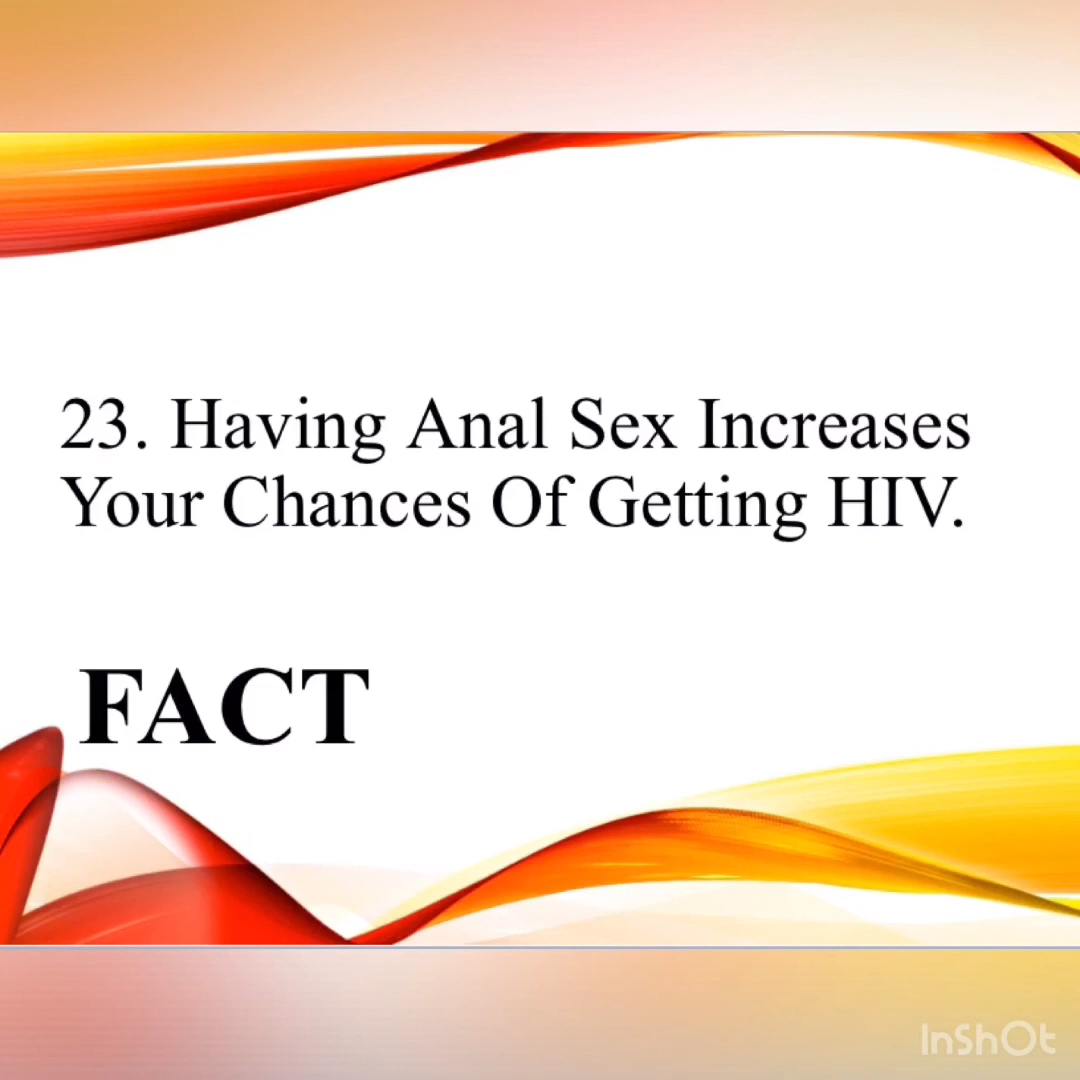 23. Having Anal Sex Increases
Your Chances Of Getting HIV.
FACT
InShOt